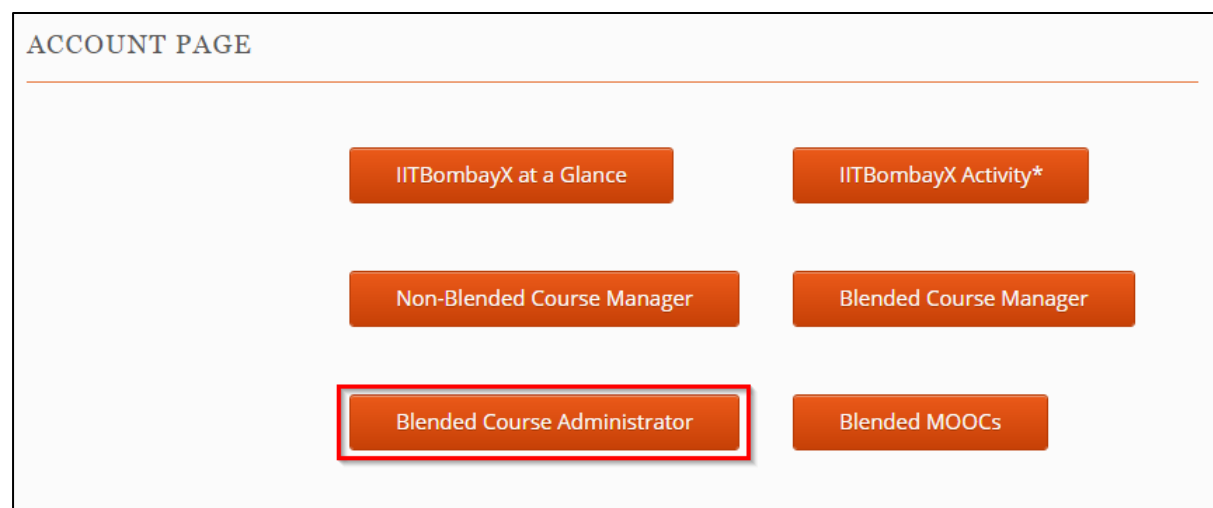 ACCOUNT PAGE
IITBombayX at a Glance
IITBombayX Activity*
Non-Blended Course Manager
Blended Course Manager
Blended Course Administrator
Blended MOOCs